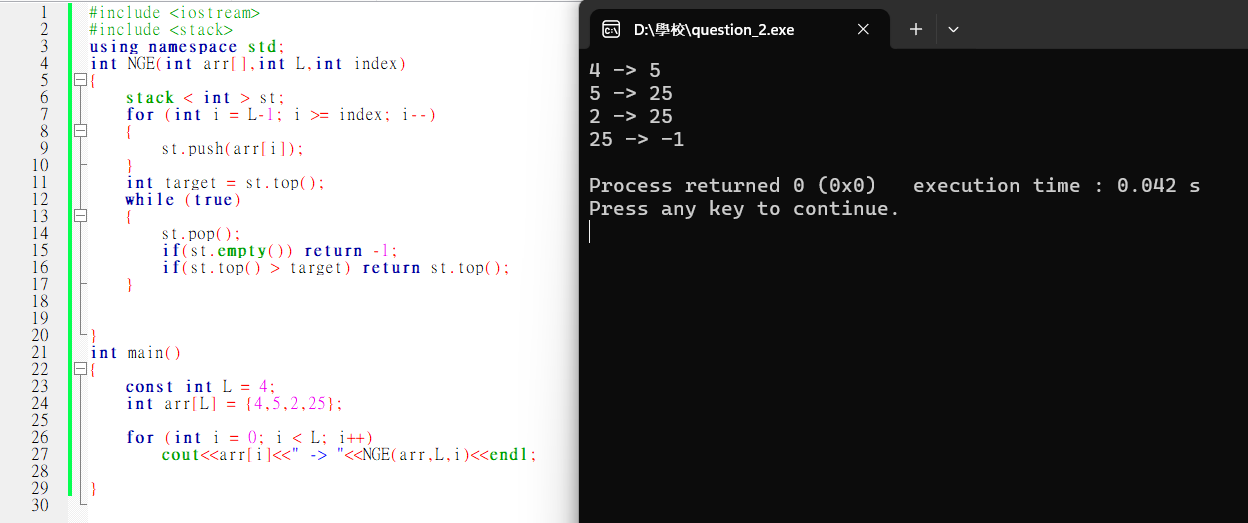 1 #include <iostream>
2 #include <stack>
3 using namespace std;
4 int NGE(int arr[],int L,int index)
5 {
6 stack < int > st;
7 for (int i = L-1; i >= index; i--)
8 {
9 st.push(arr[i]);
10 }
11 int target = st.top();
12 while (true)
13 {
14 st.pop();
15 if(st.empty()) return -1;
16 if(st.top() > target) return st.top();
17 }
18
19
20 }
21 int main()
22 {
23 const int L = 4;
24 int arr[L] = {4,5,2,25};
25
26 for (int i = 0; i < L; i++)
27 cout<<arr[i]<<" -> "<<NGE(arr,L,i)<<endl;
28
29 }
30
D:\學校\question_2.exe
4 -> 5
5 -> 25
2 -> 25
25 -> -1
Process returned 0 (0x0)   execution time : 0.042 s
Press any key to continue.